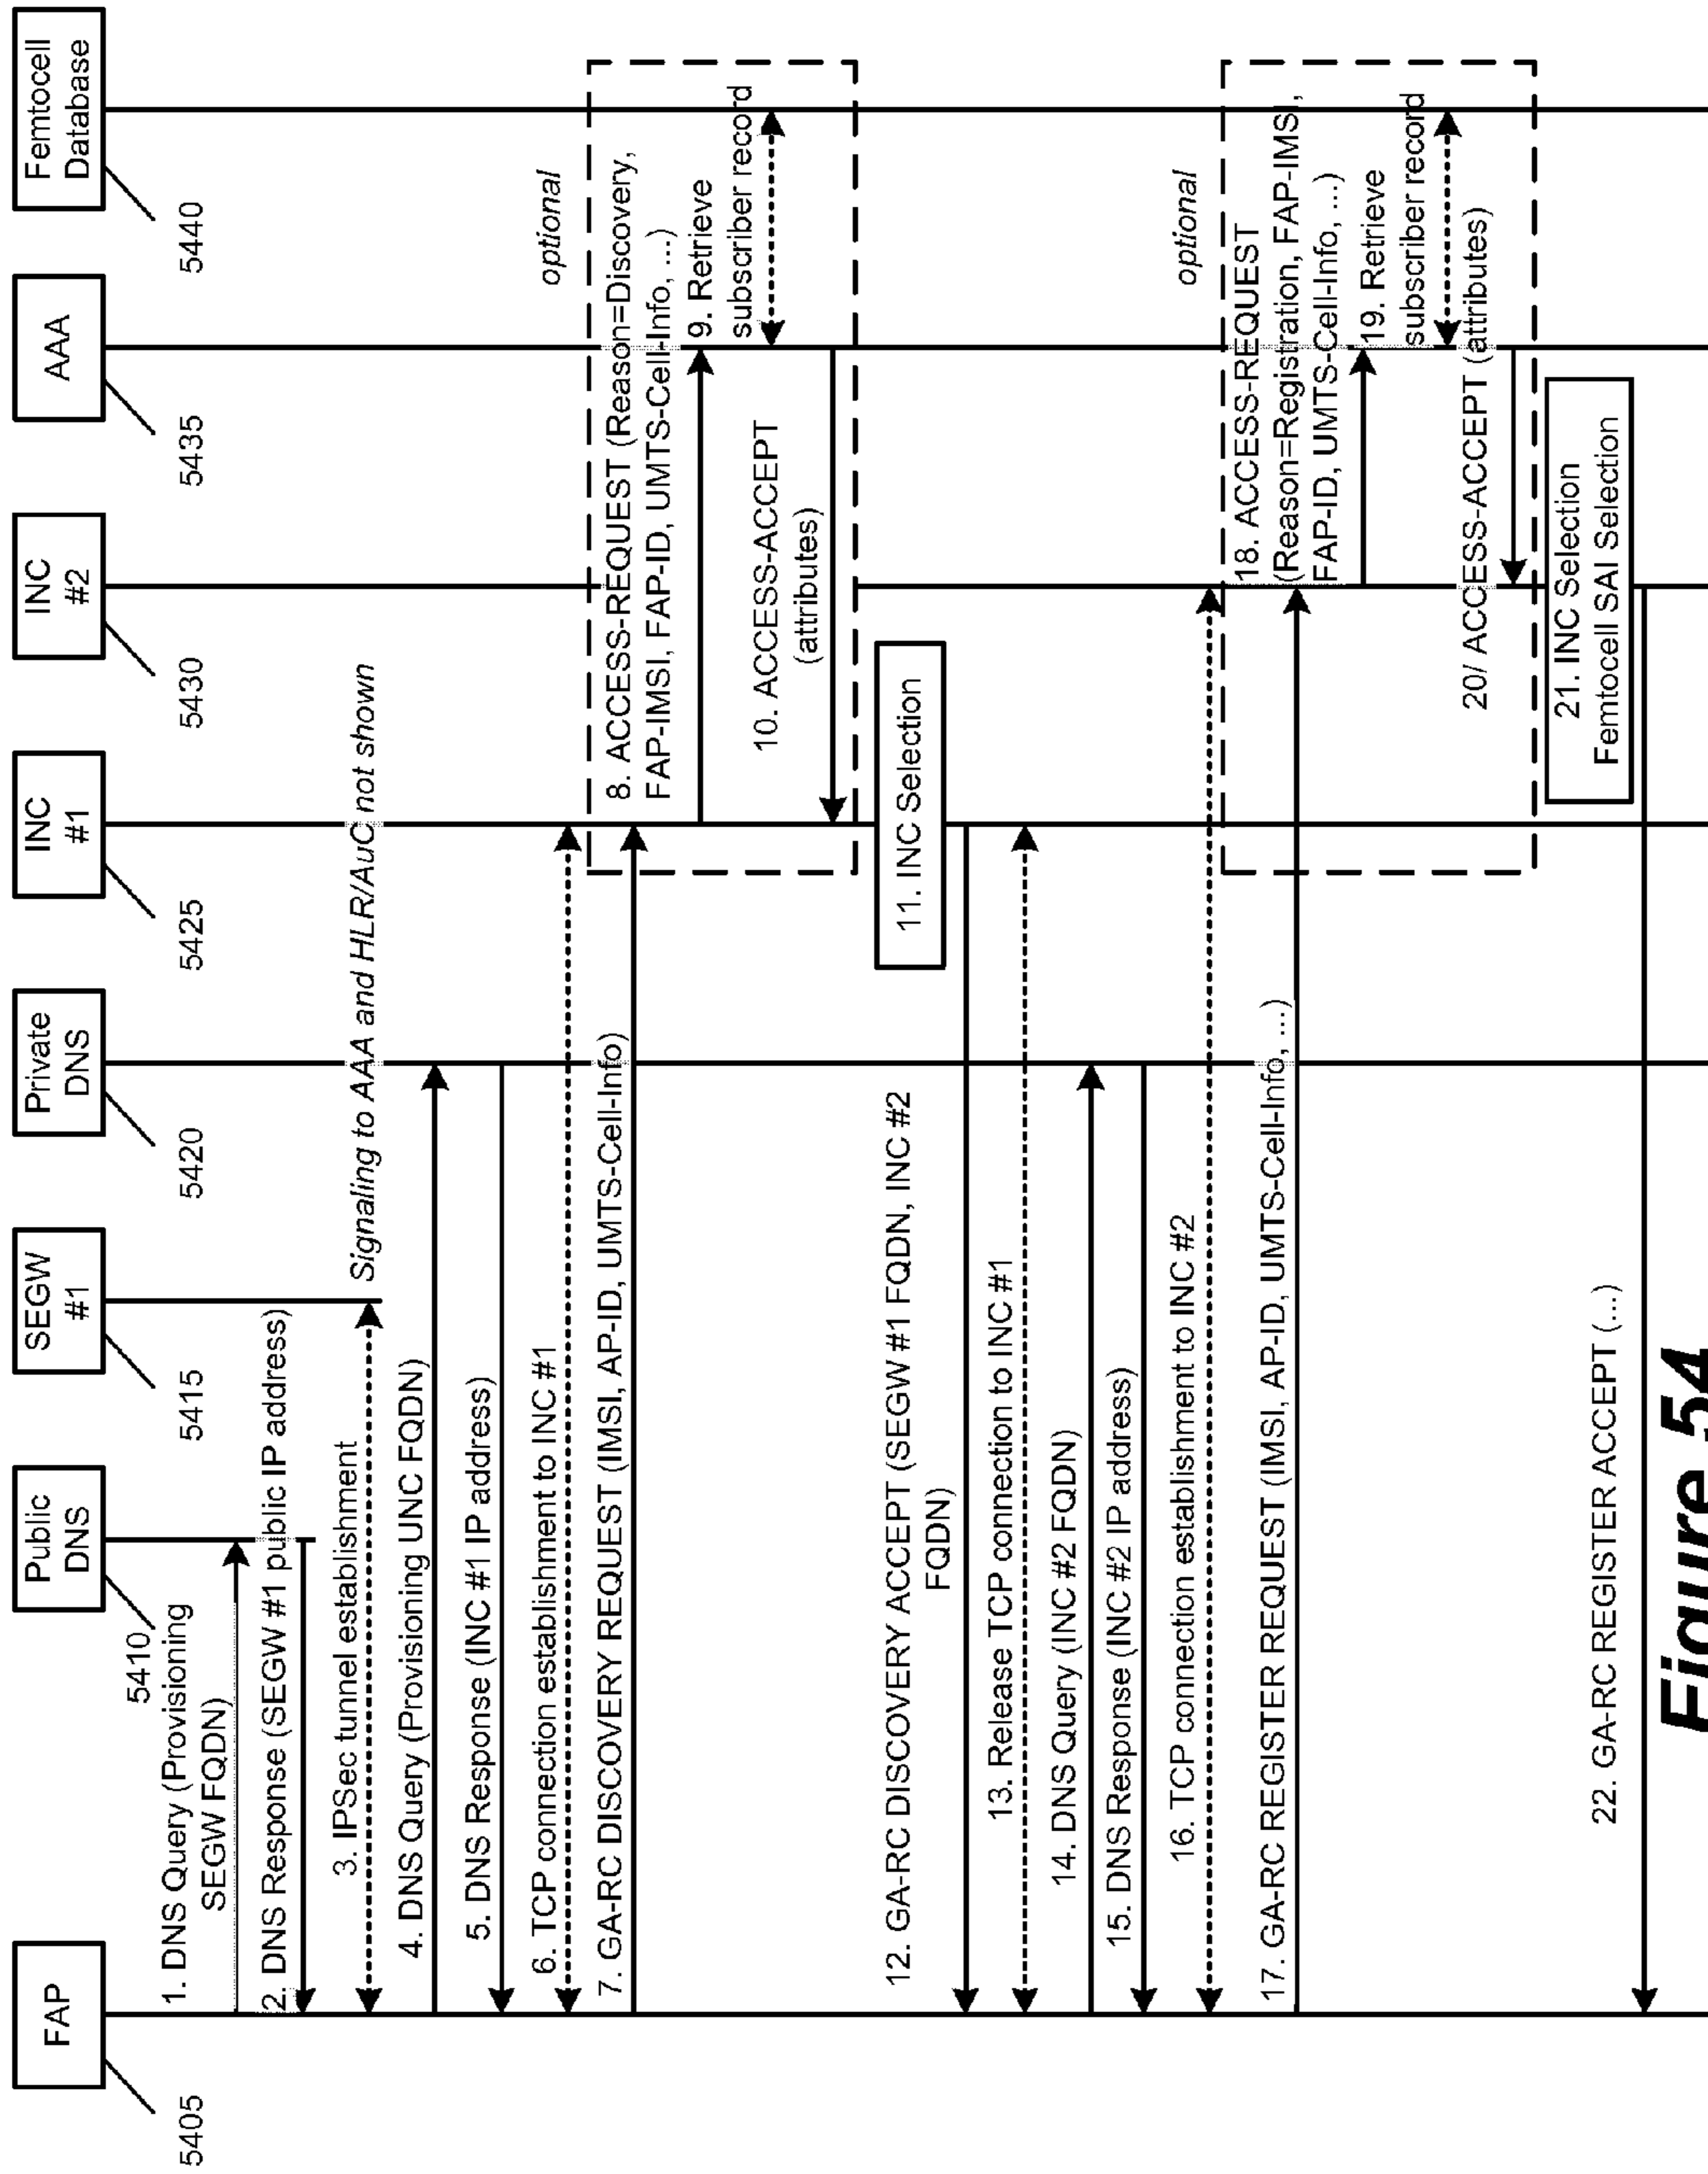 FAP
Public
DNS
SEGW
#1
Private
DNS
INC
#1
INC
#2
AAA
Femtocell
Database
5405
5410
5415
5420
5425
5430
5435
5440
1. DNS Query (Provisioning
SEGW FQDN)
2. DNS Response (SEGW #1 public IP address)
3. IPSec tunnel establishment
Signaling to AAA and HLR/AuC not shown
4. DNS Query (Provisioning UNC FQDN)
5. DNS Response (INC #1 IP address)
6. TCP connection establishment to INC #1
7. GA-RC DISCOVERY REQUEST (IMSI, AP-ID, UMTS-Cell-Info)
optional
8. ACCESS-REQUEST (Reason=Discovery,
FAP-IMSI, FAP-ID, UMTS-Cell-Info, ...)
9. Retrieve
subscriber record
10. ACCESS-ACCEPT
(attributes)
11. INC Selection
12. GA-RC DISCOVERY ACCEPT (SEGW #1 FQDN, INC #2
FQDN)
13. Release TCP connection to INC #1
14. DNS Query (INC #2 FQDN)
15. DNS Response (INC #2 IP address)
16. TCP connection establishment to INC #2
17. GA-RC REGISTER REQUEST (IMSI, AP-ID, UMTS-Cell-Info, ...)
optional
18. ACCESS-REQUEST
(Reason=Registration, FAP-IMSI,
FAP-ID, UMTS-Cell-Info, ...)
19. Retrieve
subscriber record
20/ ACCESS-ACCEPT (attributes)
21. INC Selection
Femtocell SAI Selection
22. GA-RC REGISTER ACCEPT (...)
Figure 54